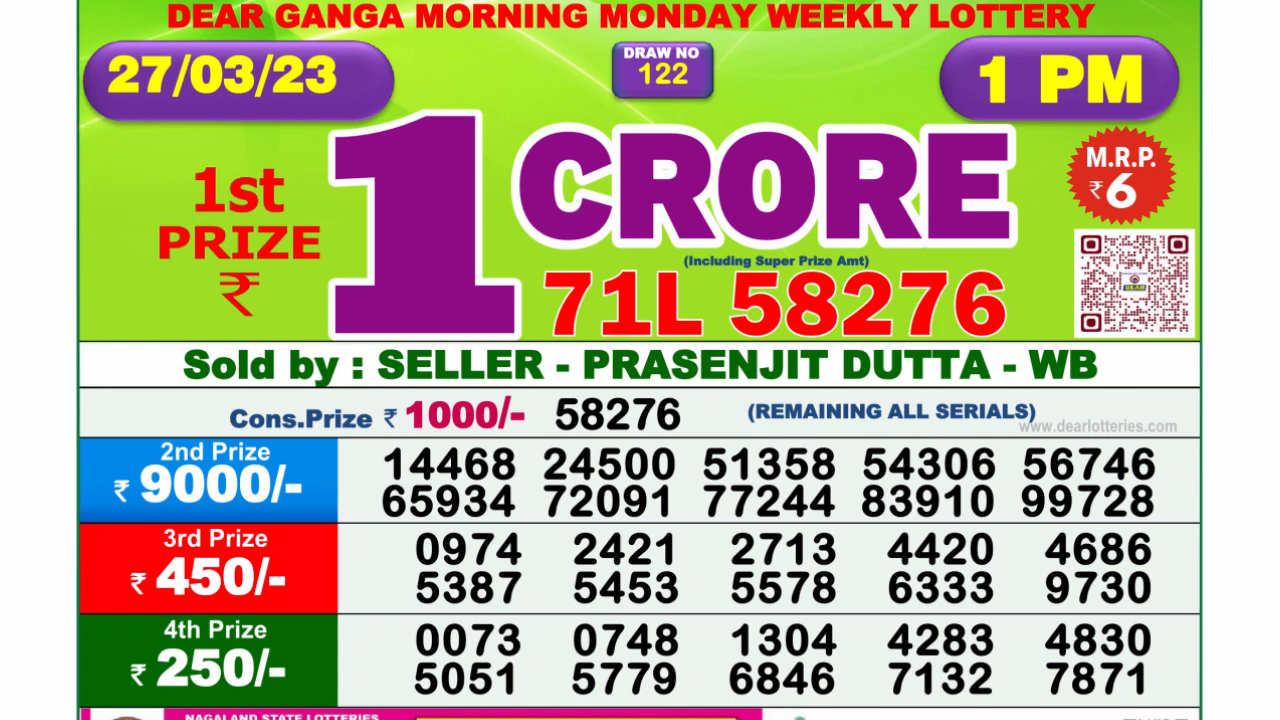 DEAR GANGA MORNING MONDAY WEEKLY LOTTERY
27/03/23
DRAW NO
122
1 PM
1st
PRIZE
₹
1 CRORE
(Including Super Prize Amt)
71L 58276
M.R.P.
₹6
Sold by : SELLER - PRASENJIT DUTTA - WB
Cons.Prize ₹ 1000/- 58276 (REMAINING ALL SERIALS)
www.dearlotteries.com
2nd Prize
₹ 9000/-
14468 24500 51358 54306 56746
65934 72091 77244 83910 99728
3rd Prize
₹ 450/-
0974 2421 2713 4420 4686
5387 5453 5578 6333 9730
4th Prize
₹ 250/-
0073 0748 1304 4283 4830
5051 5779 6846 7132 7871
NAGALAND STATE LOTTERIES